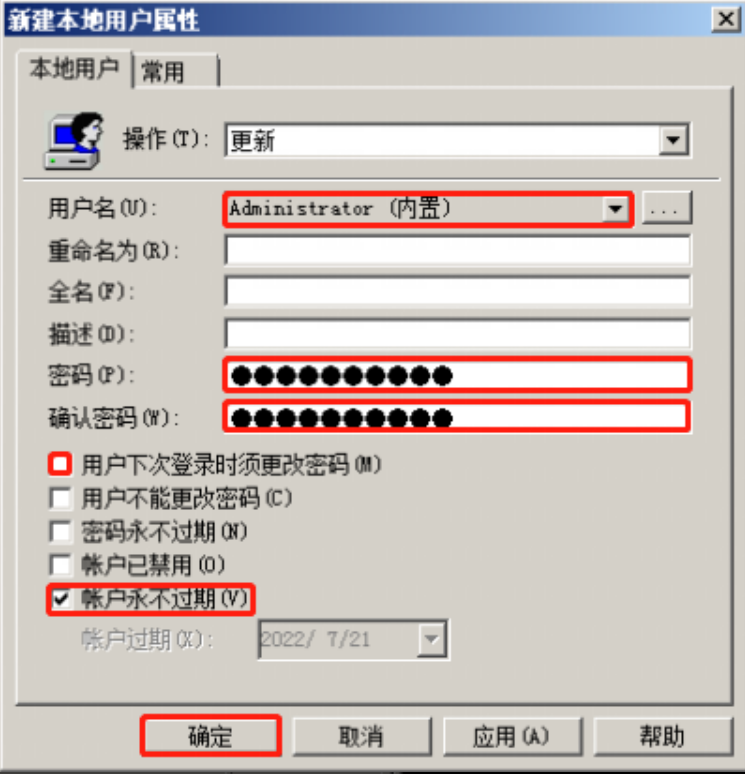 新建本地用户属性
本地用户 常用
操作(T): 更新
用户名(U): Administrator (内置) ...
重命名为(R):
全名(F):
描述(D):
密码(P): ●●●●●●●●●●
确认密码(W): ●●●●●●●●●●
用户下次登录时须更改密码(M)
用户不能更改密码(C)
密码永不过期(N)
帐户已禁用(O)
帐户永不过期(V)
帐户过期(X): 2022/ 7/21
确定 取消 应用(A) 帮助